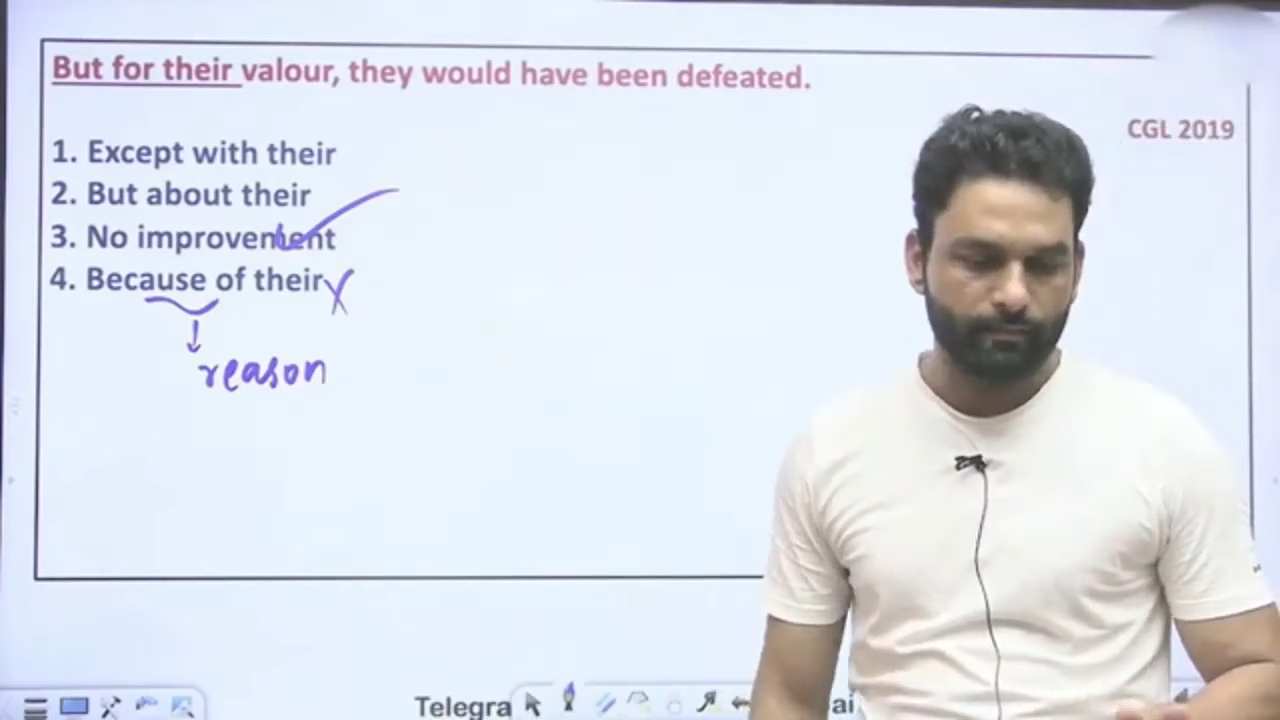 But for their valour, they would have been defeated.
CGL 2019
1. Except with their
2. But about their
3. No improvement
4. Because of their
reason
Telegra
ai